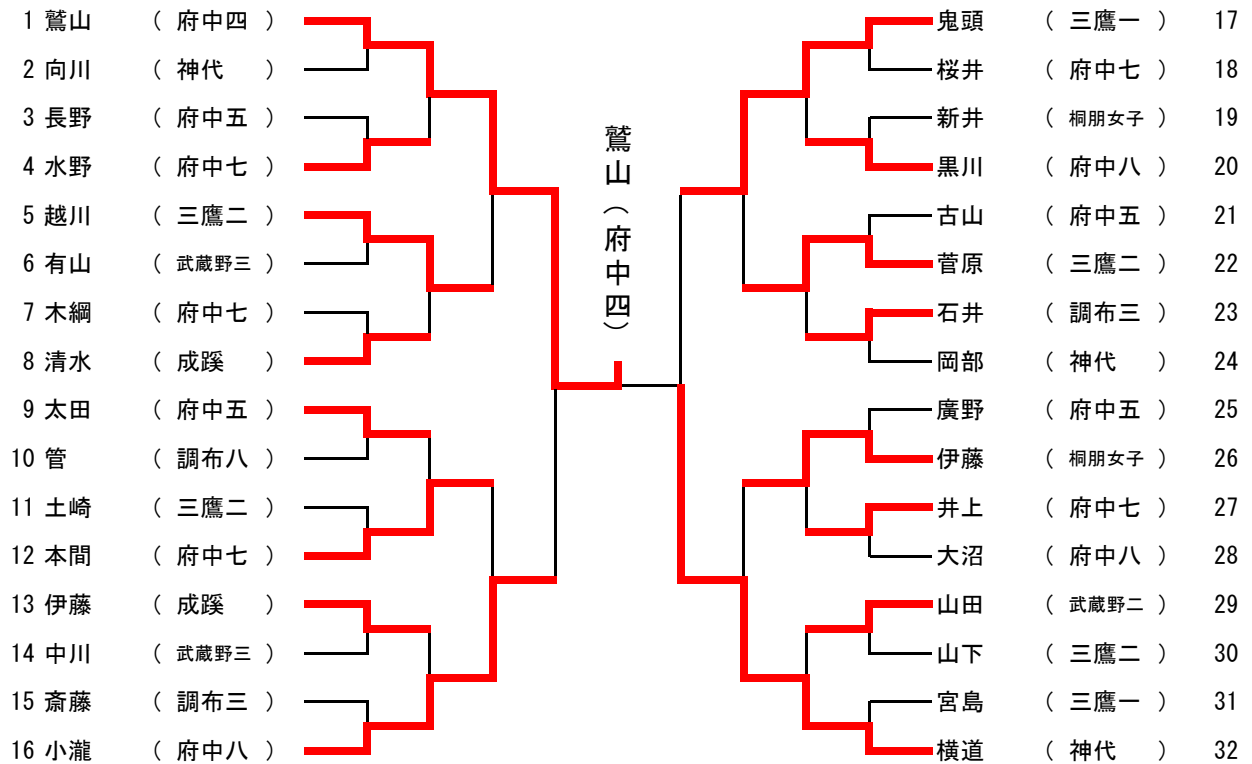 1 鷲山 ( 府中四 )
2 向川 ( 神代 )
3 長野 ( 府中五 )
4 水野 ( 府中七 )
5 越川 ( 三鷹二 )
6 有山 ( 武蔵野三 )
7 木綱 ( 府中七 )
8 清水 ( 成蹊 )
9 太田 ( 府中五 )
10 管 ( 調布八 )
11 土崎 ( 三鷹二 )
12 本間 ( 府中七 )
13 伊藤 ( 成蹊 )
14 中川 ( 武蔵野三 )
15 斎藤 ( 調布三 )
16 小瀧 ( 府中八 )
鷲山(府中四)
鬼頭 ( 三鷹一 ) 17
桜井 ( 府中七 ) 18
新井 ( 桐朋女子 ) 19
黒川 ( 府中八 ) 20
古山 ( 府中五 ) 21
菅原 ( 三鷹二 ) 22
石井 ( 調布三 ) 23
岡部 ( 神代 ) 24
廣野 ( 府中五 ) 25
伊藤 ( 桐朋女子 ) 26
井上 ( 府中七 ) 27
大沼 ( 府中八 ) 28
山田 ( 武蔵野二 ) 29
山下 ( 三鷹二 ) 30
宮島 ( 三鷹一 ) 31
横道 ( 神代 ) 32